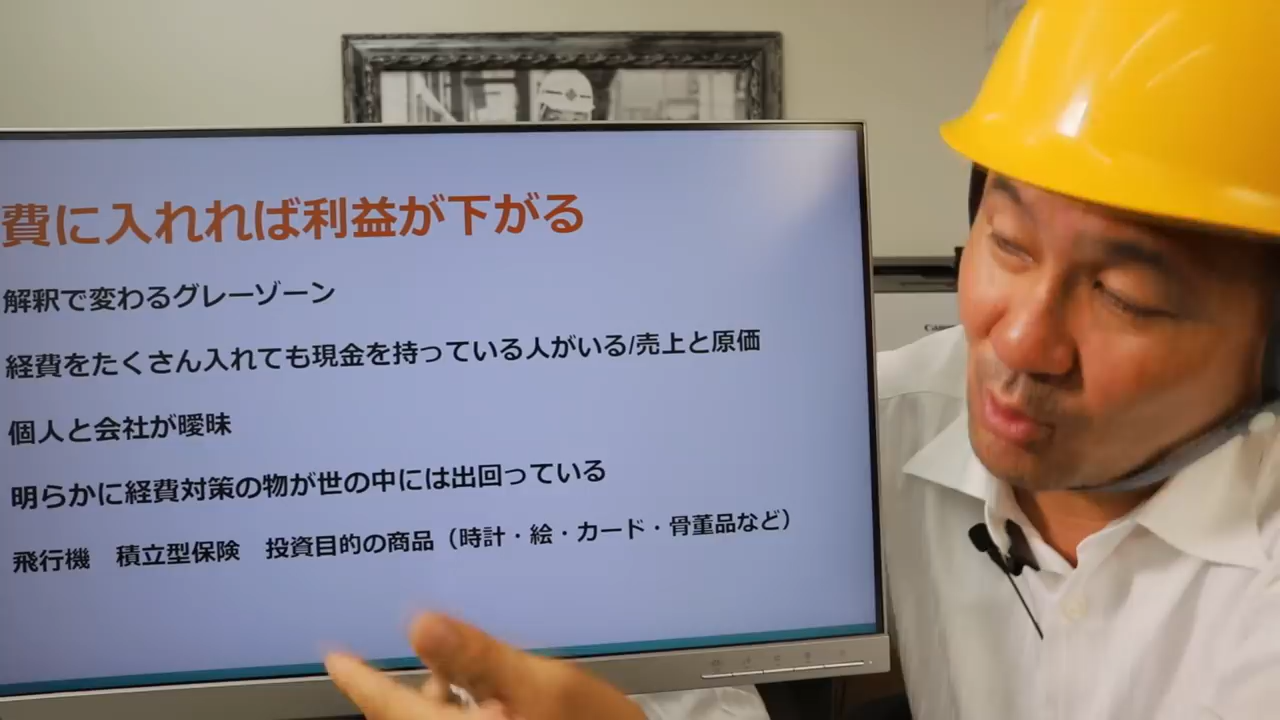 費に入れれば利益が下がる
解釈で変わるグレーゾーン
経費をたくさん入れても現金を持っている人がいる/売上と原価
個人と会社が曖昧
明らかに経費対策の物が世の中には出回っている
飛行機　積立型保険　投資目的の商品（時計・絵・カード・骨董品など）